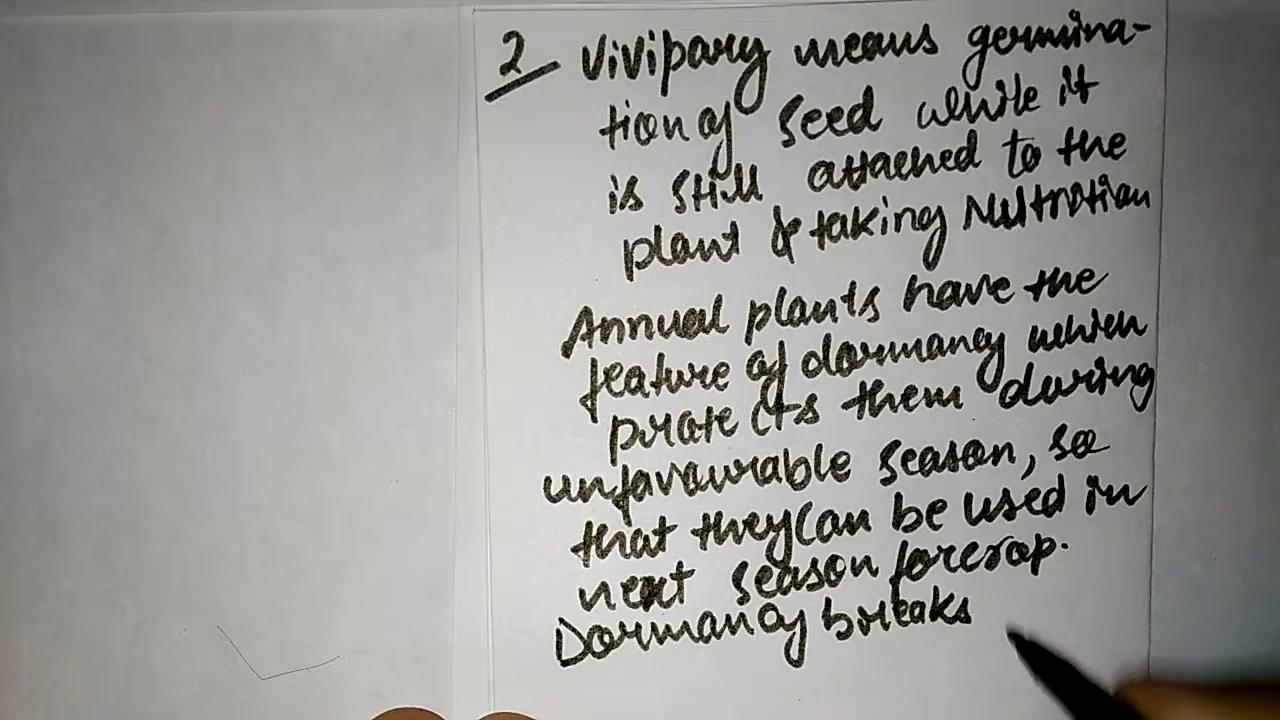 2 Vivipary means germina-
tion of seed while it
is still attached to the
plant & taking Nutrition
Annual plants have the
feature of dormancy which
protects them during
unfavourable season, so
that they can be used in
next season for crop.
Dormancy breaks